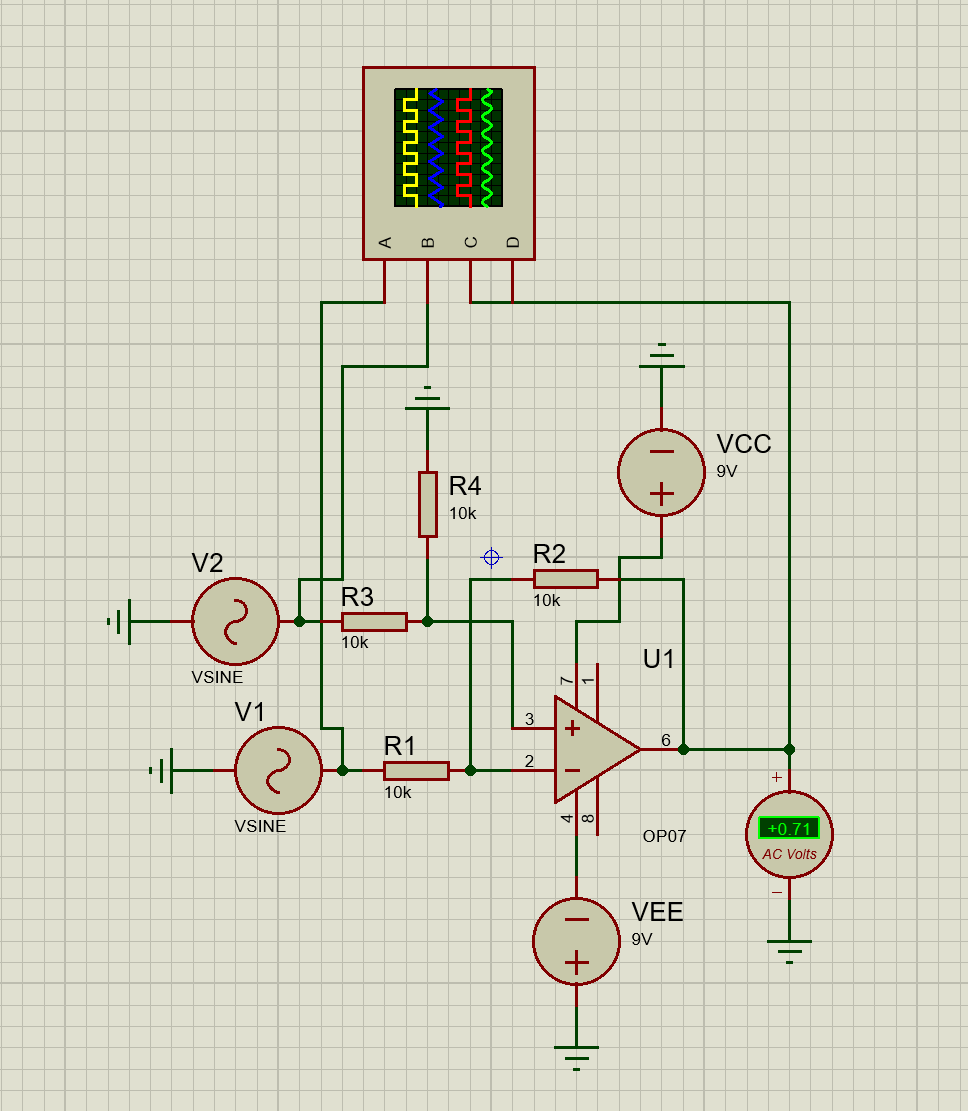 A B C D
VCC
9V
R4
10k
R2
10k
V2
VSINE
R3
10k
U1
7
1
3
2
6
4
8
OP07
V1
VSINE
R1
10k
+
+0.71
AC Volts
−
VEE
9V